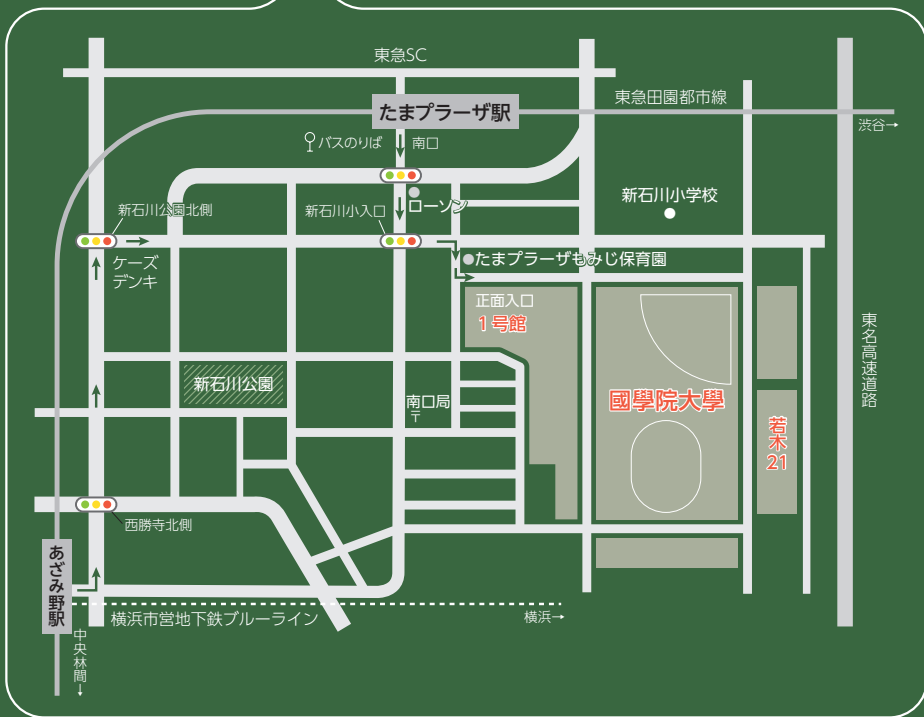 東急SC
東急田園都市線
たまプラーザ駅
渋谷→
バスのりば
南口
新石川小学校
ローソン
新石川公園北側
新石川小入口
ケーズ
デンキ
たまプラーザもみじ保育園
正面入口
1号館
東名高速道路
新石川公園
南口局
〒
國學院大學
若木21
西勝寺北側
あざみ野駅
横浜市営地下鉄ブルーライン
横浜→
中央林間→